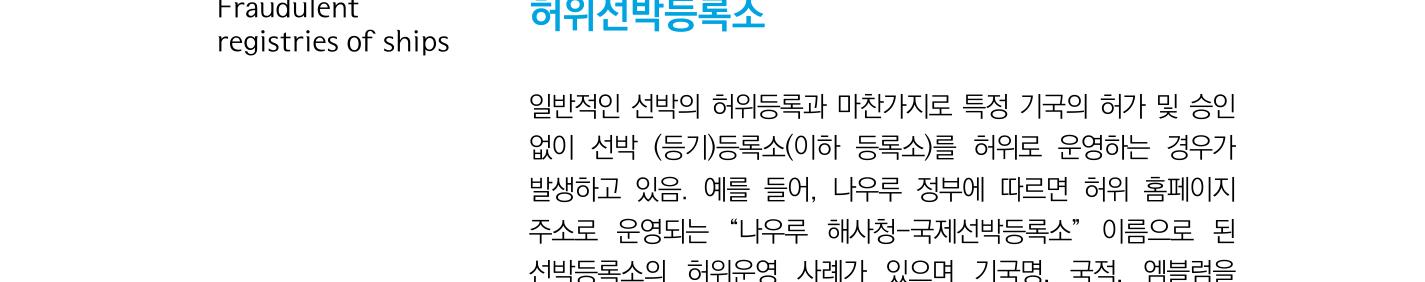 Fraudulent
registries of ships
허위선박등록소
일반적인 선박의 허위등록과 마찬가지로 특정 기국의 허가 및 승인
없이 선박 (등기)등록소(이하 등록소)를 허위로 운영하는 경우가
발생하고 있음. 예를 들어, 나우루 정부에 따르면 허위 홈페이지
주소로 운영되는 “나우루 해사청-국제선박등록소” 이름으로 된
선박등록소의 허위운영 사례가 있으며 기국명, 국적, 엠블럼을